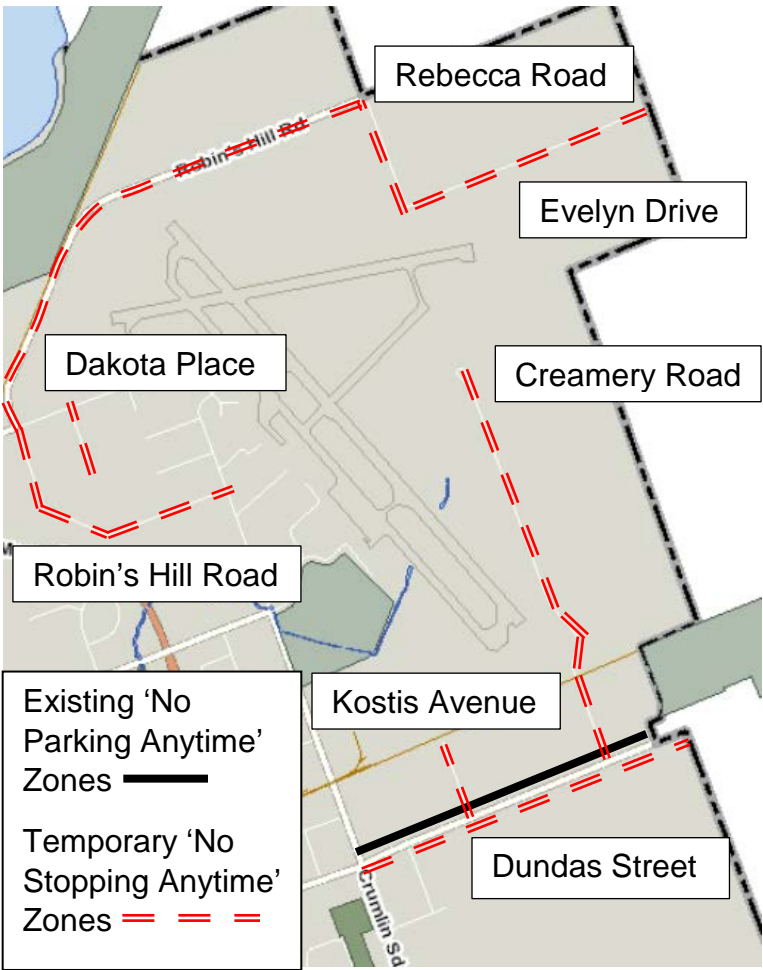 Rebecca Road
Robin's Hill Rd
Evelyn Drive
Dakota Place
Creamery Road
Robin's Hill Road
Kostis Avenue
Existing ‘No
Parking Anytime’
Zones
Temporary ‘No
Stopping Anytime’
Zones
Dundas Street
Crumlin Sd